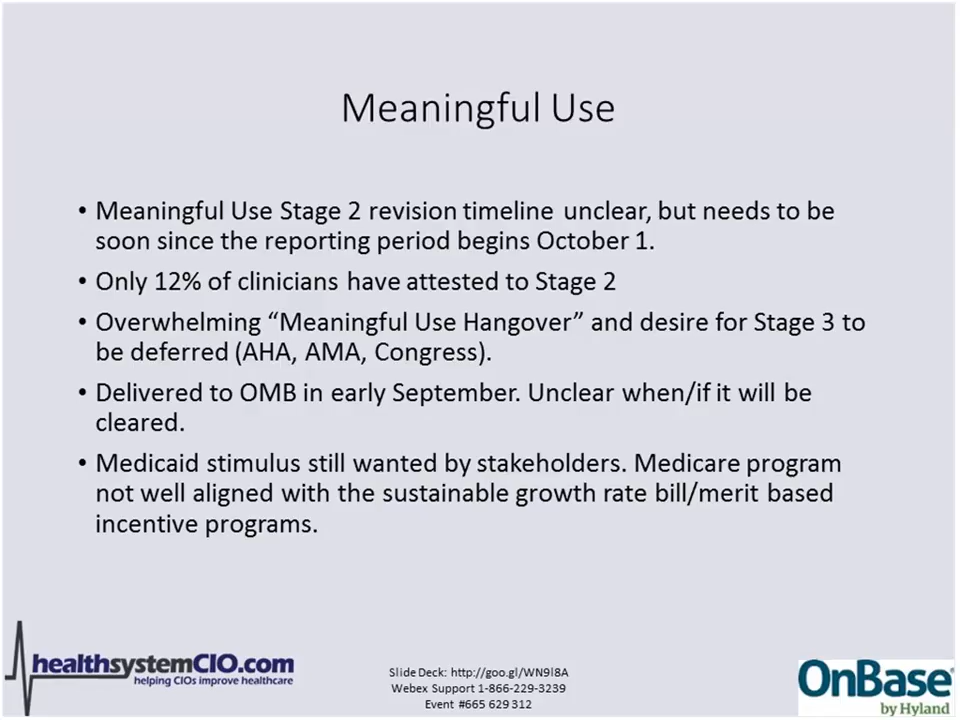 Meaningful Use
• Meaningful Use Stage 2 revision timeline unclear, but needs to be
soon since the reporting period begins October 1.
• Only 12% of clinicians have attested to Stage 2
• Overwhelming “Meaningful Use Hangover” and desire for Stage 3 to
be deferred (AHA, AMA, Congress).
• Delivered to OMB in early September. Unclear when/if it will be
cleared.
• Medicaid stimulus still wanted by stakeholders. Medicare program
not well aligned with the sustainable growth rate bill/merit based
incentive programs.
healthsystemCIO.com
helping CIOs improve healthcare
Slide Deck: http://goo.gl/WN9l8A
Webex Support 1-866-229-3239
Event #665 629 312
OnBase
by Hyland